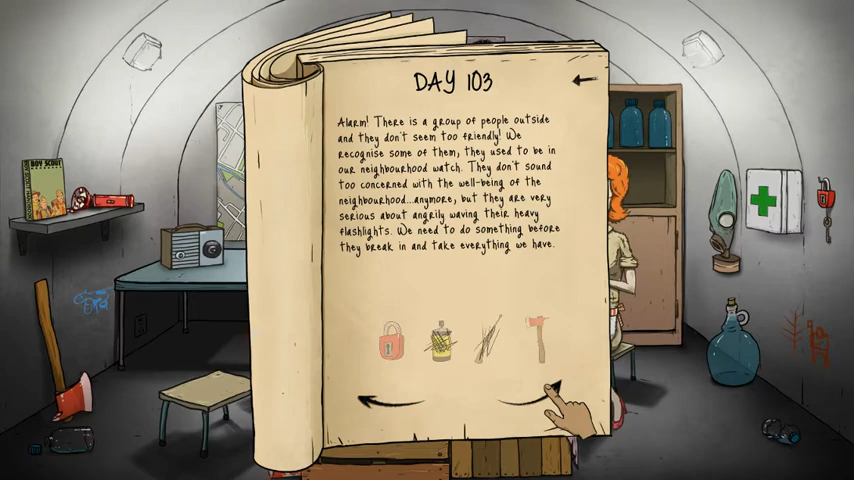 DAY 103
Alarm! There is a group of people outside
and they don't seem too friendly! We
recognise some of them, they used to be in
our neighbourhood watch. They don't sound
too concerned with the well-being of the
neighbourhood...anymore, but they are very
serious about angrily waving their heavy
flashlights. We need to do something before
they break in and take everything we have.
BOY SCOUT